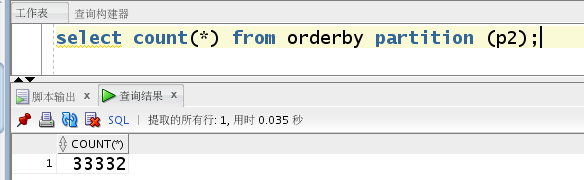 工作表 查询构建器
select count(*) from orderby partition (p2);
脚本输出 x 查询结果 x
SQL | 提取的所有行: 1, 用时 0.035 秒
COUNT(*)
1 33332